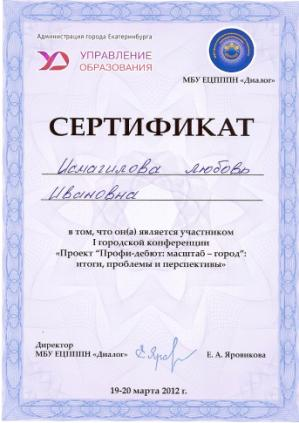 Администрация города Екатеринбурга
УПРАВЛЕНИЕ
ОБРАЗОВАНИЯ
МБУ ЕЦПППН «Диалог»
СЕРТИФИКАТ
Исмагилова Любовь
Ивановна
в том, что он(а) является участником
I городской конференции
«Проект "Профи-дебют: масштаб – город":
итоги, проблемы и перспективы»
Директор
МБУ ЕЦПППН «Диалог»
Е. А. Яровикова
19-20 марта 2012 г.